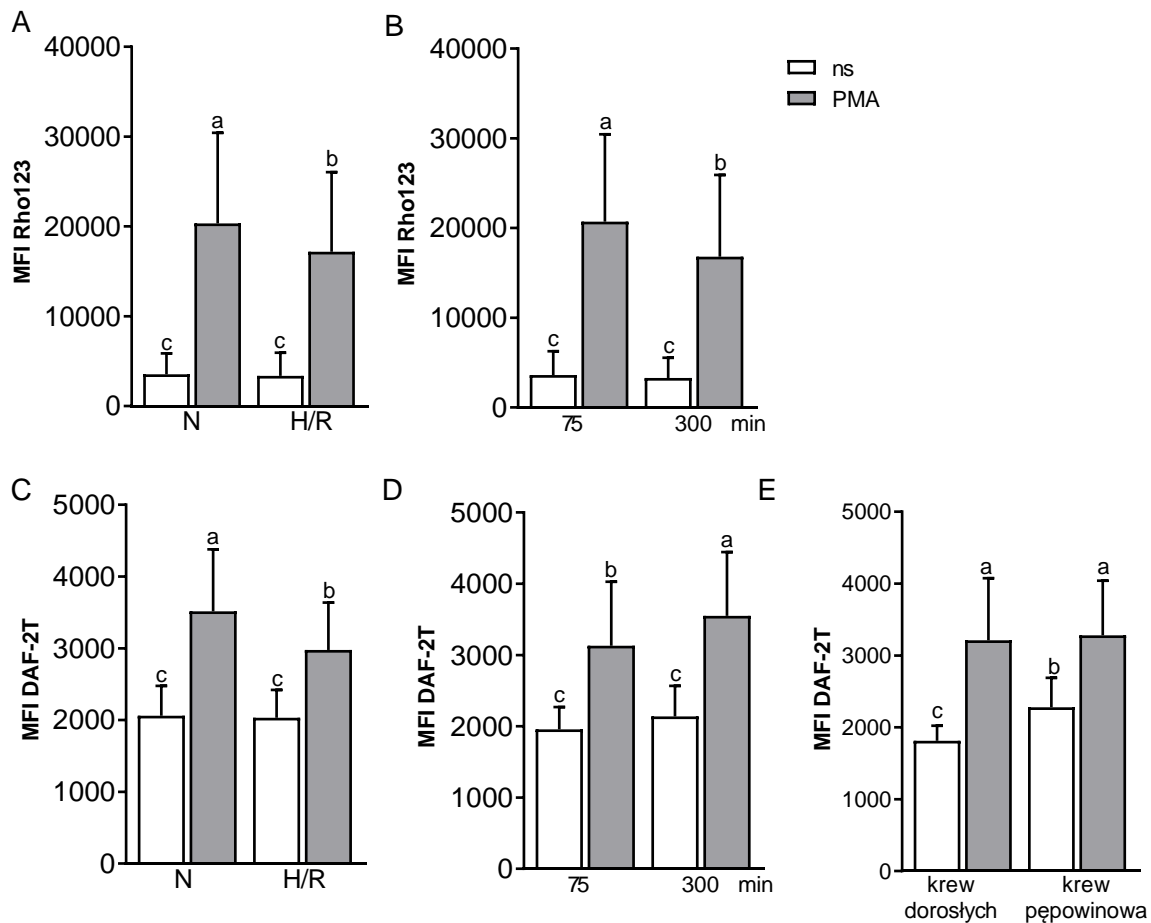 A
MFI Rho123
40000
30000
20000
10000
0
c
a
c
b
N
H/R
B
MFI Rho123
40000
30000
20000
10000
0
c
a
c
b
75
300
min
ns
PMA
C
MFI DAF-2T
5000
4000
3000
2000
1000
0
c
a
c
b
N
H/R
D
MFI DAF-2T
5000
4000
3000
2000
1000
0
c
b
c
a
75
300
min
E
MFI DAF-2T
5000
4000
3000
2000
1000
0
c
a
b
a
krew
dorosłych
krew
pępowinowa